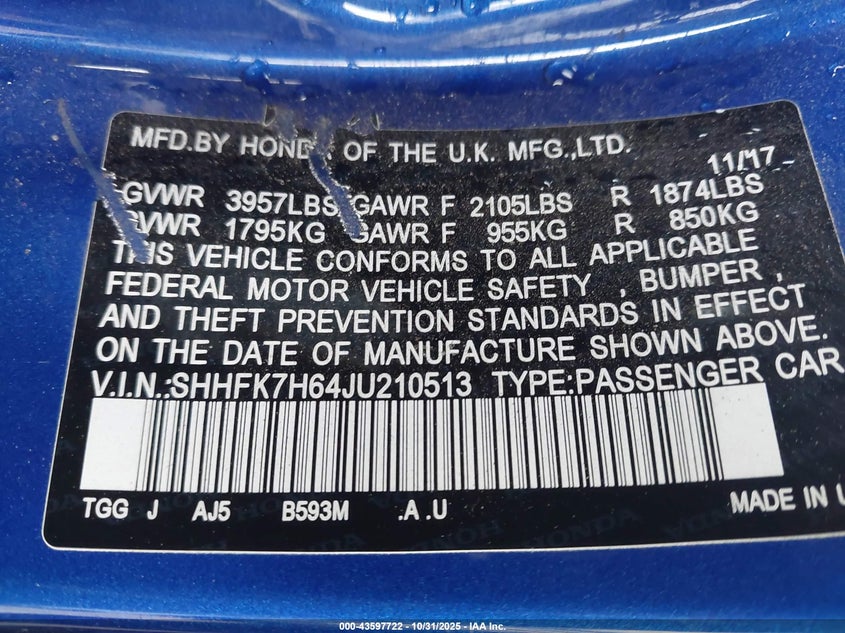 MFD.BY HONDA OF THE U.K. MFG.,LTD. 11/17
GVWR 3957LBS GAWR F 2105LBS R 1874LBS
GVWR 1795KG GAWR F 955KG R 850KG
THIS VEHICLE CONFORMS TO ALL APPLICABLE
FEDERAL MOTOR VEHICLE SAFETY , BUMPER ,
AND THEFT PREVENTION STANDARDS IN EFFECT
ON THE DATE OF MANUFACTURE SHOWN ABOVE.
V.I.N.:SHHFK7H64JU210513 TYPE:PASSENGER CAR
TGG J AJ5 B593M .A .U MADE IN
HONDA HONDA HONDA
000-43597722 - 10/31/2025 - IAA Inc.